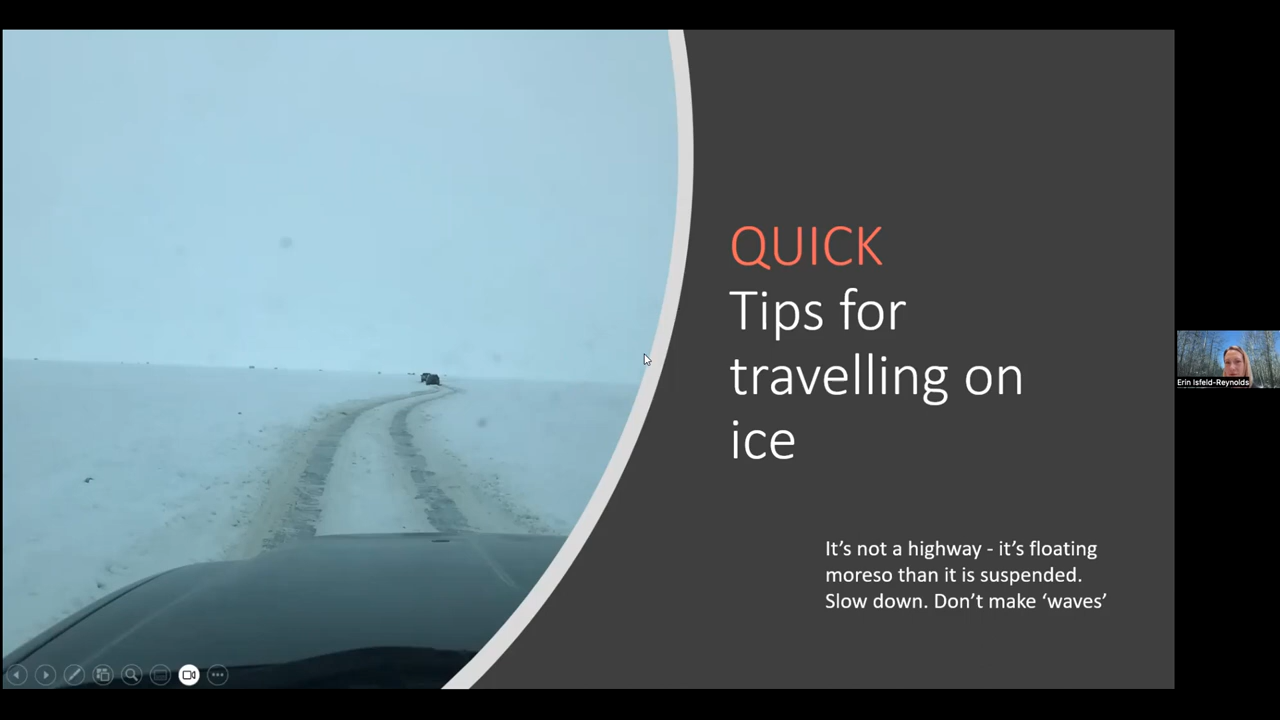 QUICK
Tips for
travelling on
ice
It's not a highway - it's floating
moreso than it is suspended.
Slow down. Don't make ‘waves’
Erin Isfeld-Reynolds